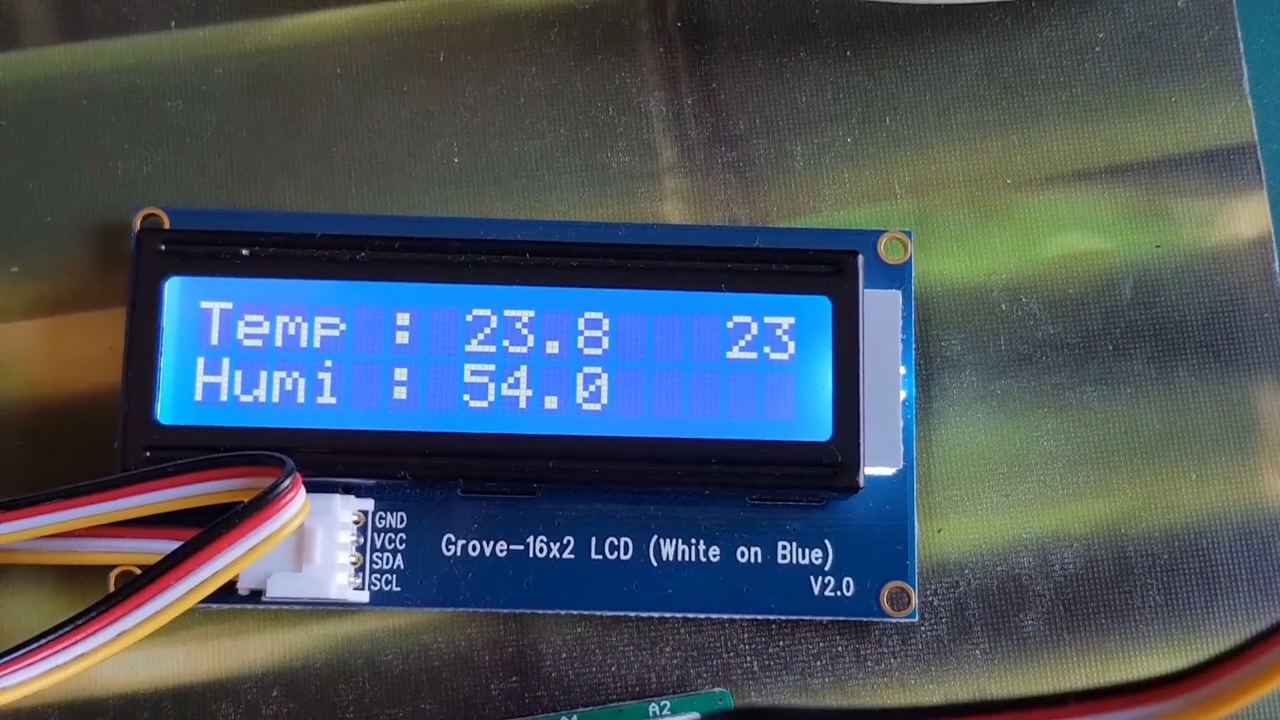 Temp : 23.8 23
Humi : 54.0
GND
VCC
SDA
SCL
Grove-16x2 LCD (White on Blue)
V2.0
A2